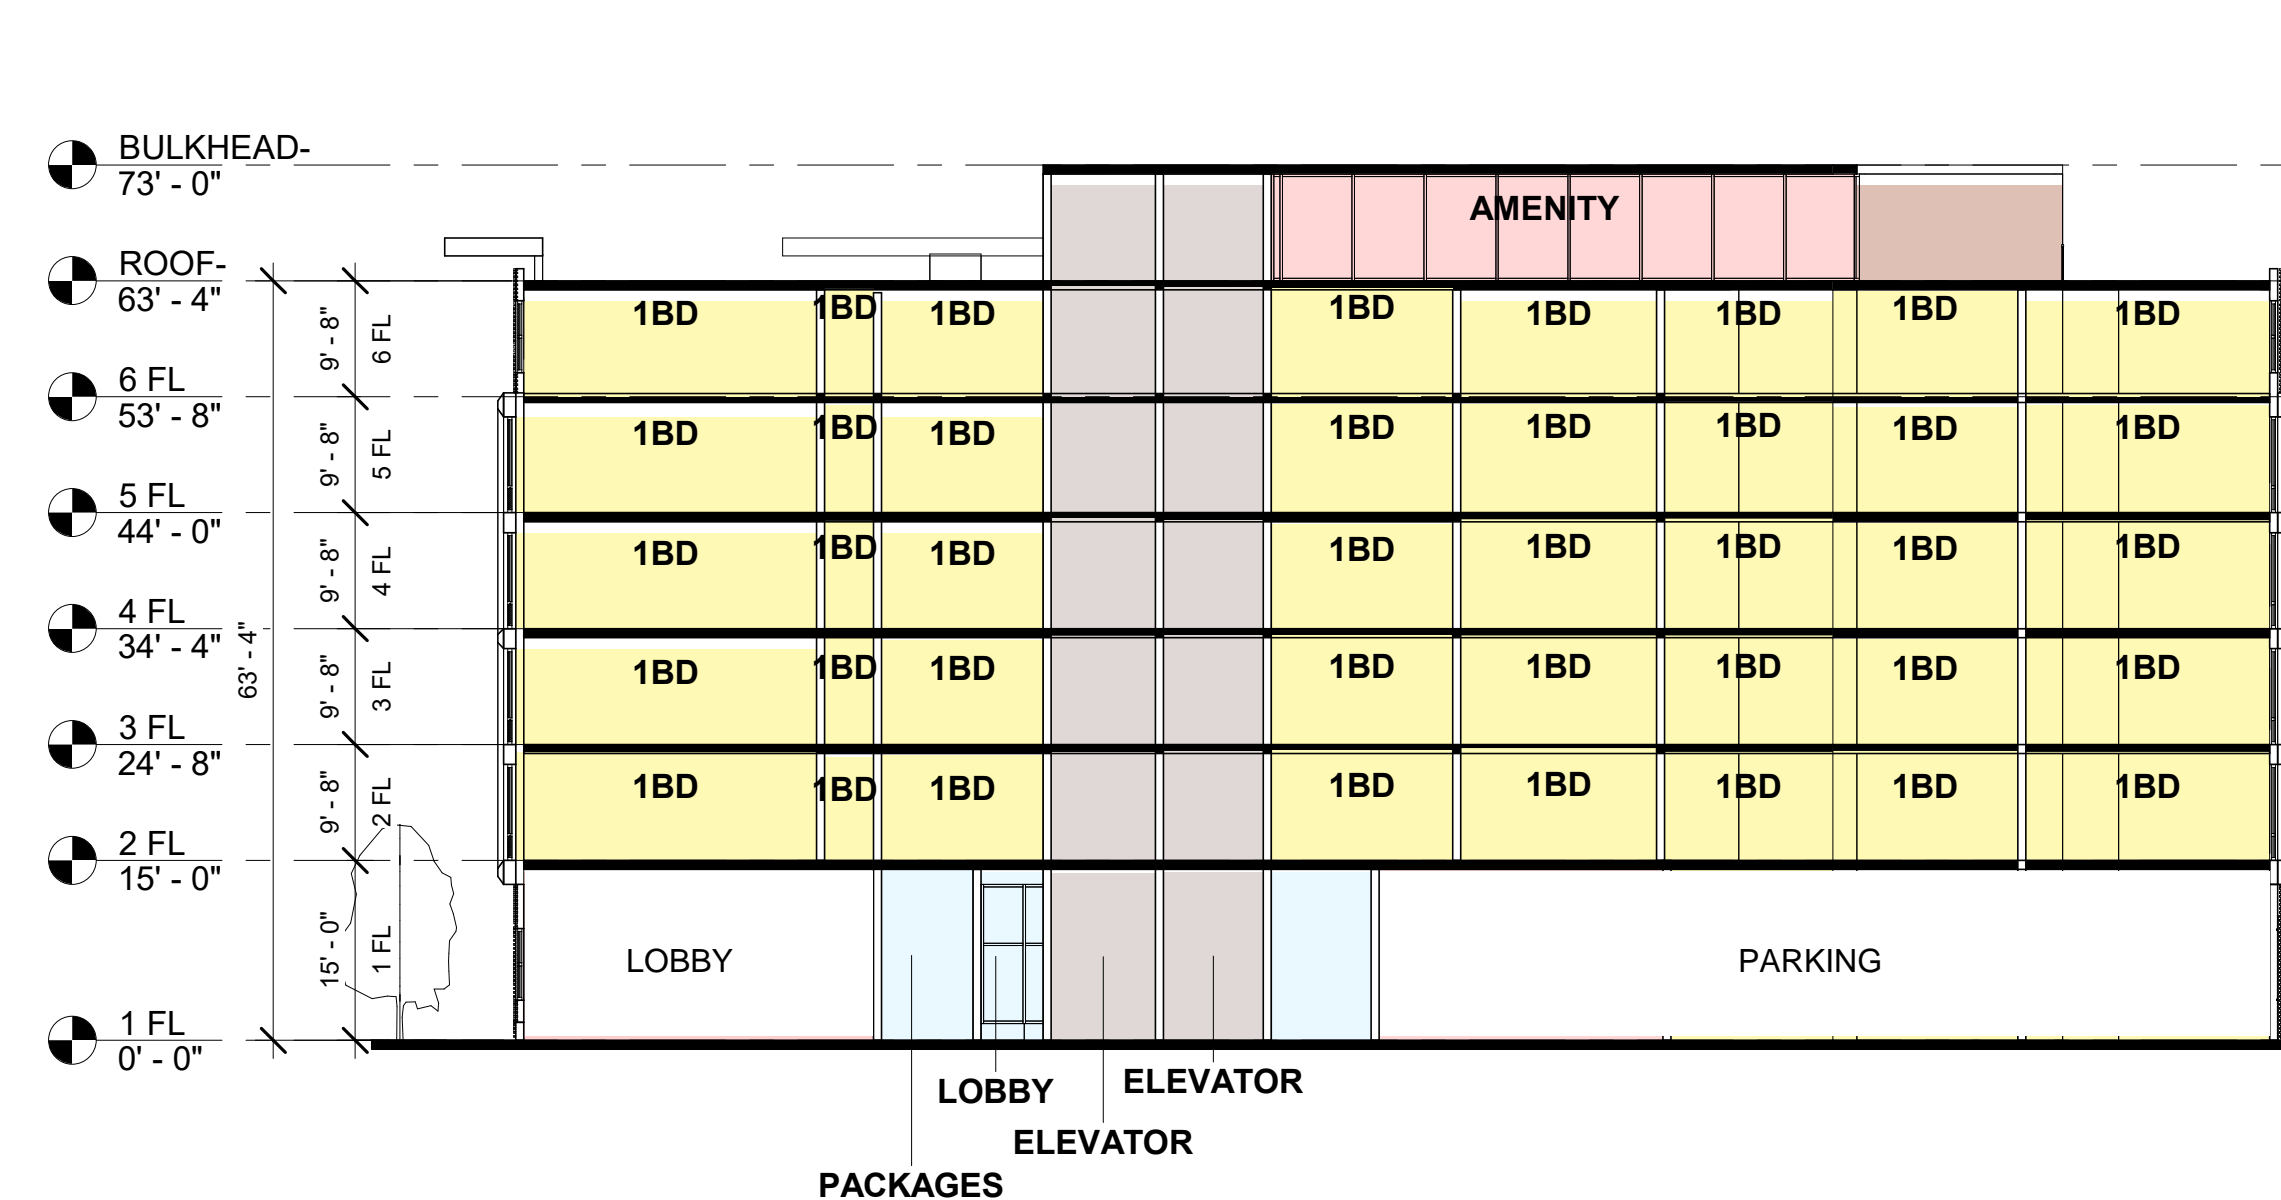 BULKHEAD-
73' - 0"
AMENITY
ROOF-
63' - 4"
9' - 8"
6 FL
1BD 1BD 1BD 1BD 1BD 1BD 1BD 1BD
6 FL
53' - 8"
9' - 8"
5 FL
1BD 1BD 1BD 1BD 1BD 1BD 1BD 1BD
5 FL
44' - 0"
9' - 8"
4 FL
1BD 1BD 1BD 1BD 1BD 1BD 1BD 1BD
4 FL
34' - 4"
63' - 4"
9' - 8"
3 FL
1BD 1BD 1BD 1BD 1BD 1BD 1BD 1BD
3 FL
24' - 8"
9' - 8"
2 FL
1BD 1BD 1BD 1BD 1BD 1BD 1BD 1BD
2 FL
15' - 0"
15' - 0"
1 FL
LOBBY
PARKING
1 FL
0' - 0"
LOBBY
ELEVATOR
ELEVATOR
PACKAGES